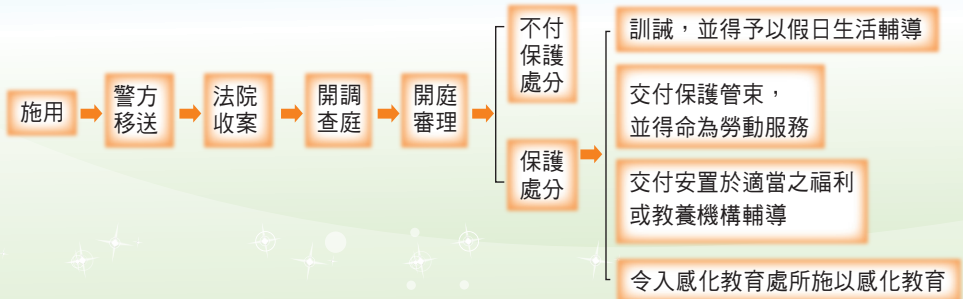 施用
警方
移送
法院
收案
開調
查庭
開庭
審理
不付
保護
處分
保護
處分
訓誡，並得予以假日生活輔導
交付保護管束，
並得命為勞動服務
交付安置於適當之福利
或教養機構輔導
令入感化教育處所施以感化教育